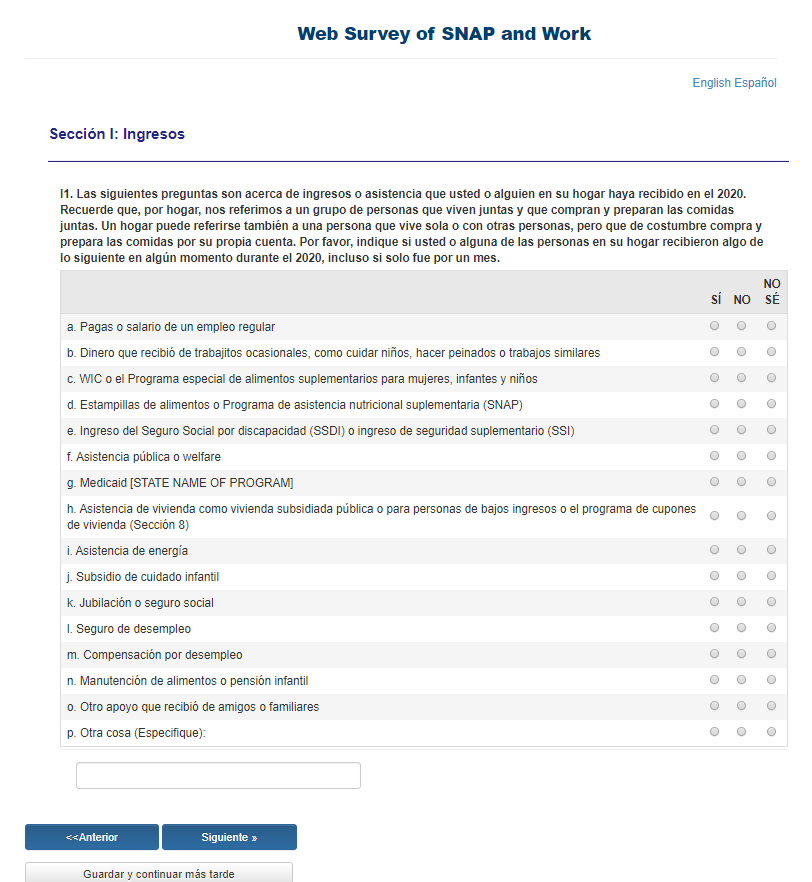 Web Survey of SNAP and Work
English Español
Sección I: Ingresos
I1. Las siguientes preguntas son acerca de ingresos o asistencia que usted o alguien en su hogar haya recibido en el 2020.
Recuerde que, por hogar, nos referimos a un grupo de personas que viven juntas y que compran y preparan las comidas
juntas. Un hogar puede referirse también a una persona que vive sola o con otras personas, pero que de costumbre compra y
prepara las comidas por su propia cuenta. Por favor, indique si usted o alguna de las personas en su hogar recibieron algo de
lo siguiente en algún momento durante el 2020, incluso si solo fue por un mes.
SÍ NO NO SÉ
a. Pagas o salario de un empleo regular
b. Dinero que recibió de trabajitos ocasionales, como cuidar niños, hacer peinados o trabajos similares
c. WIC o el Programa especial de alimentos suplementarios para mujeres, infantes y niños
d. Estampillas de alimentos o Programa de asistencia nutricional suplementaria (SNAP)
e. Ingreso del Seguro Social por discapacidad (SSDI) o ingreso de seguridad suplementario (SSI)
f. Asistencia pública o welfare
g. Medicaid [STATE NAME OF PROGRAM]
h. Asistencia de vivienda como vivienda subsidiada pública o para personas de bajos ingresos o el programa de cupones
de vivienda (Sección 8)
i. Asistencia de energía
j. Subsidio de cuidado infantil
k. Jubilación o seguro social
l. Seguro de desempleo
m. Compensación por desempleo
n. Manutención de alimentos o pensión infantil
o. Otro apoyo que recibió de amigos o familiares
p. Otra cosa (Especifique):
<<Anterior
Siguiente »
Guardar y continuar más tarde